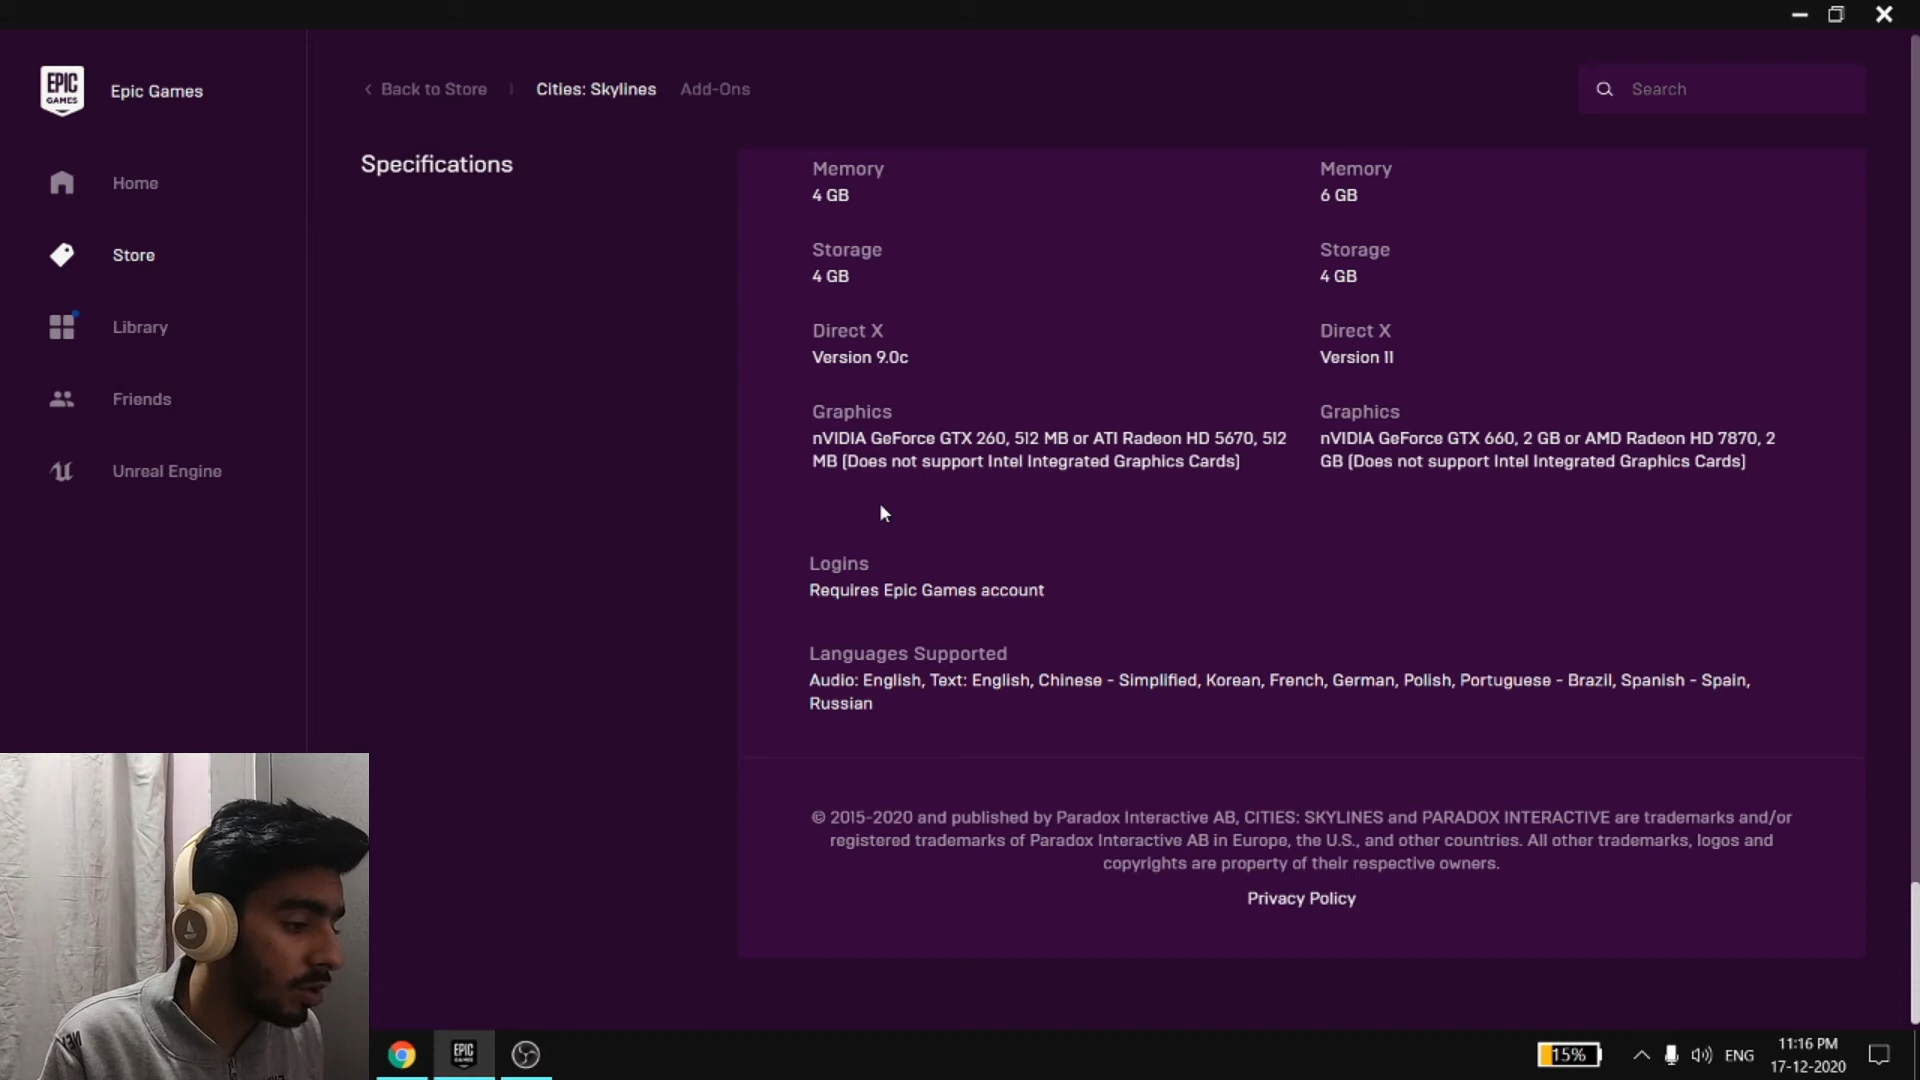 EPIC
GAMES
Epic Games
Back to Store
Cities: Skylines
Add-Ons
Search
Home
Store
Library
Friends
Unreal Engine
Specifications
Memory
4 GB
Memory
6 GB
Storage
4 GB
Storage
4 GB
Direct X
Version 9.0c
Direct X
Version 11
Graphics
nVIDIA GeForce GTX 260, 512 MB or ATI Radeon HD 5670, 512
MB (Does not support Intel Integrated Graphics Cards)
Graphics
nVIDIA GeForce GTX 660, 2 GB or AMD Radeon HD 7870, 2
GB (Does not support Intel Integrated Graphics Cards)
Logins
Requires Epic Games account
Languages Supported
Audio: English, Text: English, Chinese - Simplified, Korean, French, German, Polish, Portuguese - Brazil, Spanish - Spain,
Russian
© 2015-2020 and published by Paradox Interactive AB, CITIES: SKYLINES and PARADOX INTERACTIVE are trademarks and/or
registered trademarks of Paradox Interactive AB in Europe, the U.S., and other countries. All other trademarks, logos and
copyrights are property of their respective owners.
Privacy Policy
EPIC
GAMES
15%
ENG
11:16 PM
17-12-2020